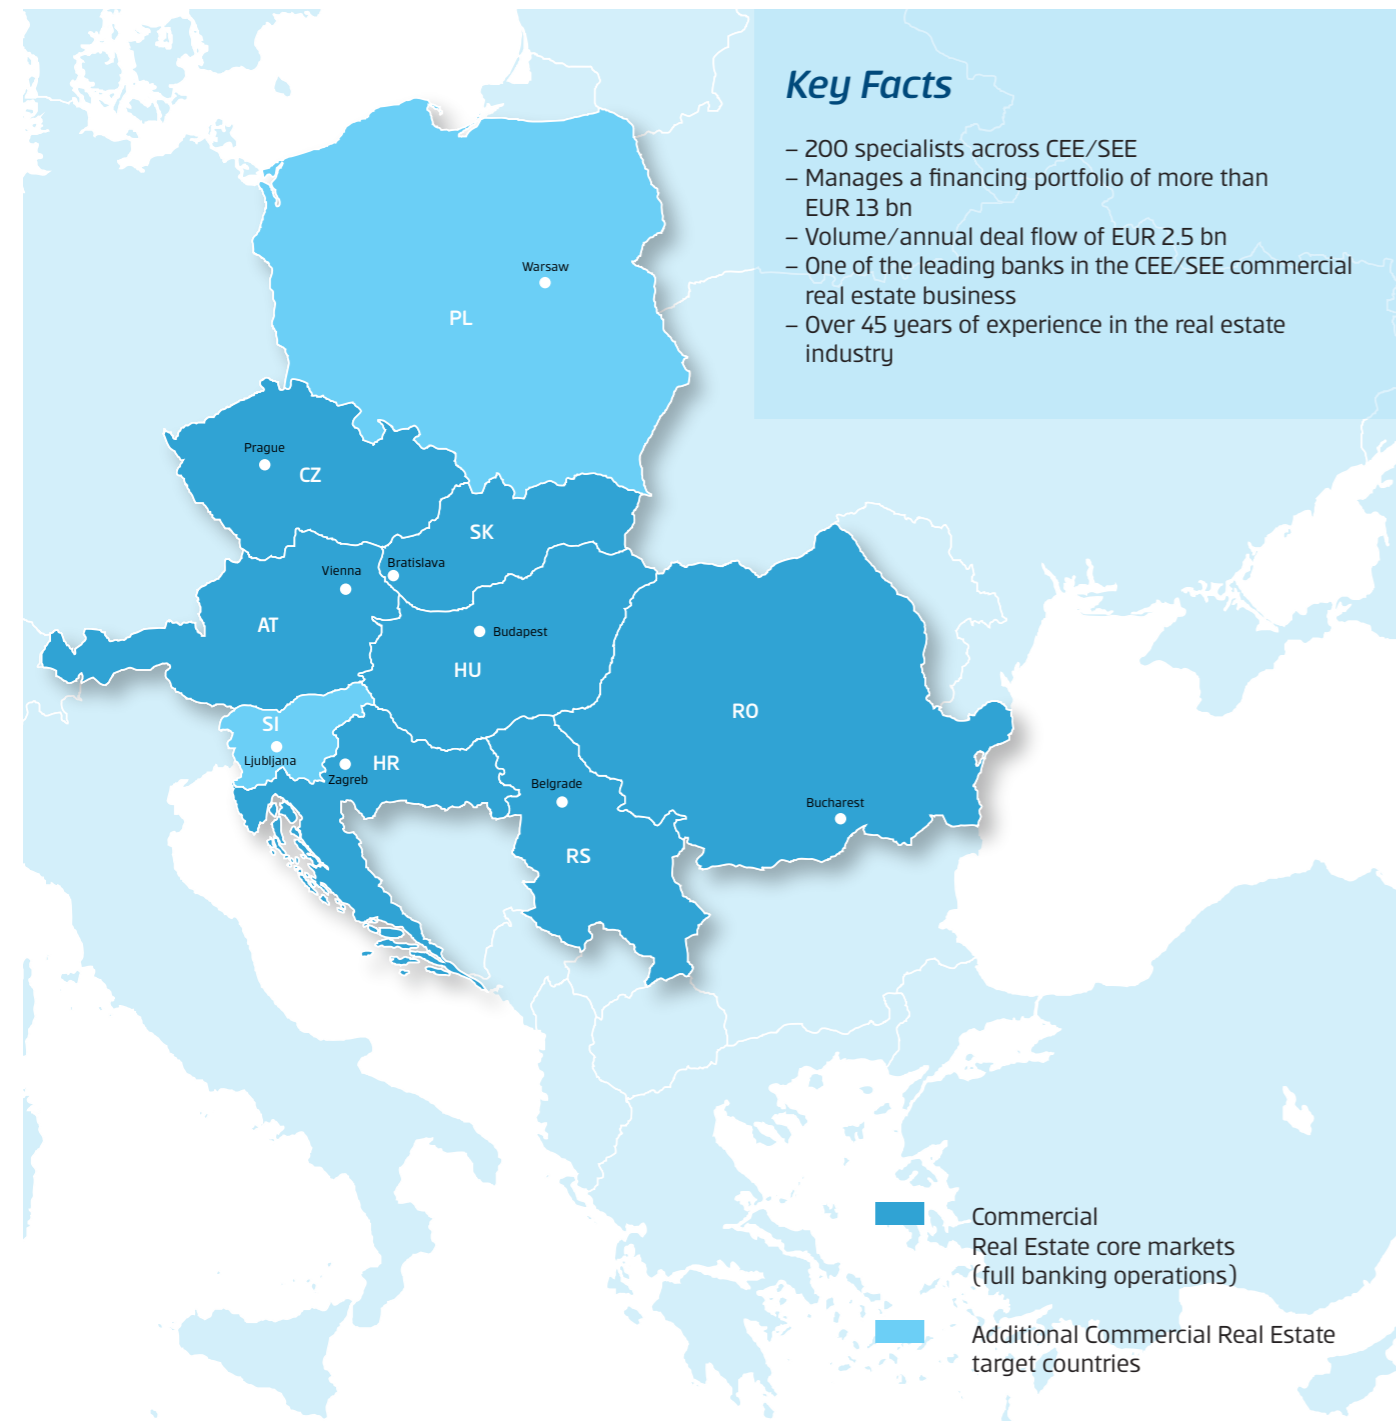 Key Facts
– 200 specialists across CEE/SEE
– Manages a financing portfolio of more than
EUR 13 bn
– Volume/annual deal flow of EUR 2.5 bn
– One of the leading banks in the CEE/SEE commercial
real estate business
– Over 45 years of experience in the real estate
industry
Warsaw
PL
Prague
CZ
SK
Bratislava
Vienna
AT
Budapest
HU
RO
SI
Ljubljana
HR
Zagreb
Belgrade
Bucharest
RS
Commercial
Real Estate core markets
(full banking operations)
Additional Commercial Real Estate
target countries